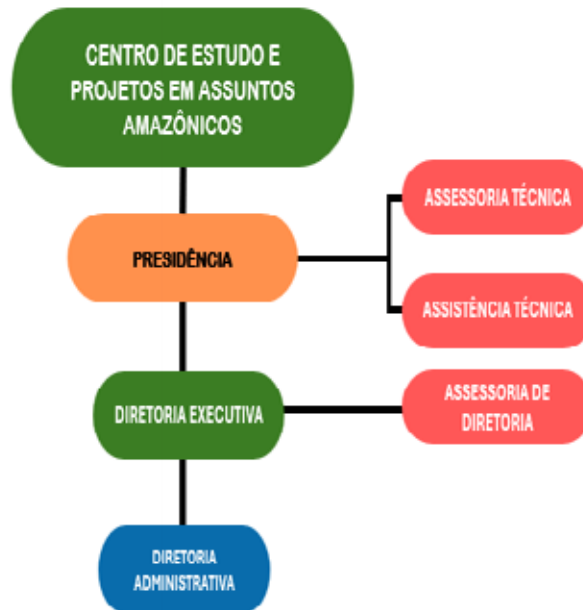 CENTRO DE ESTUDO E
PROJETOS EM ASSUNTOS
AMAZÔNICOS
ASSESSORIA TÉCNICA
PRESIDÊNCIA
ASSISTÊNCIA TÉCNICA
DIRETORIA EXECUTIVA
ASSESSORIA DE
DIRETORIA
DIRETORIA
ADMINISTRATIVA